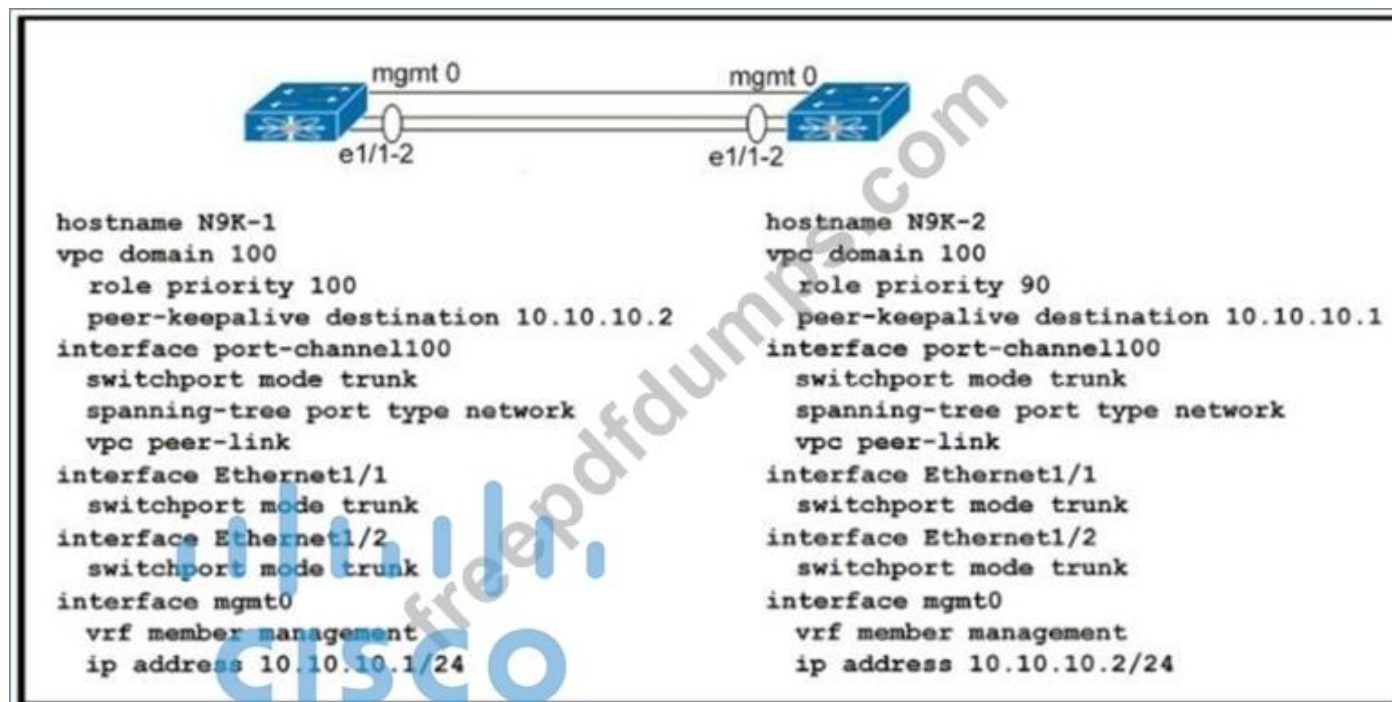 mgmt 0
mgmt 0
e1/1-2
e1/1-2
hostname N9K-1
vpc domain 100
role priority 100
peer-keepalive destination 10.10.10.2
interface port-channel100
switchport mode trunk
spanning-tree port type network
vpc peer-link
interface Ethernet1/1
switchport mode trunk
interface Ethernet1/2
switchport mode trunk
interface mgmt0
vrf member management
ip address 10.10.10.1/24
hostname N9K-2
vpc domain 100
role priority 90
peer-keepalive destination 10.10.10.1
interface port-channel100
switchport mode trunk
spanning-tree port type network
vpc peer-link
interface Ethernet1/1
switchport mode trunk
interface Ethernet1/2
switchport mode trunk
interface mgmt0
vrf member management
ip address 10.10.10.2/24
freepdfdumps.com
CISCO